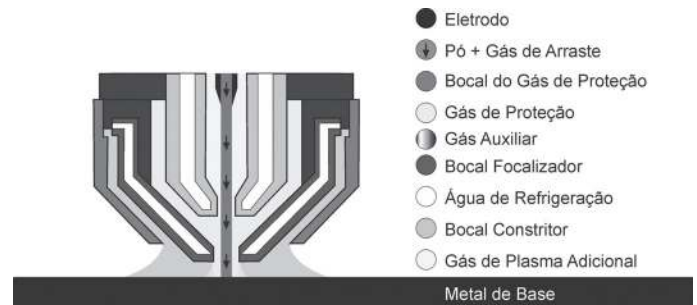 Eletrodo
Pó + Gás de Arraste
Bocal do Gás de Proteção
Gás de Proteção
Gás Auxiliar
Bocal Focalizador
Água de Refrigeração
Bocal Constritor
Gás de Plasma Adicional
Metal de Base